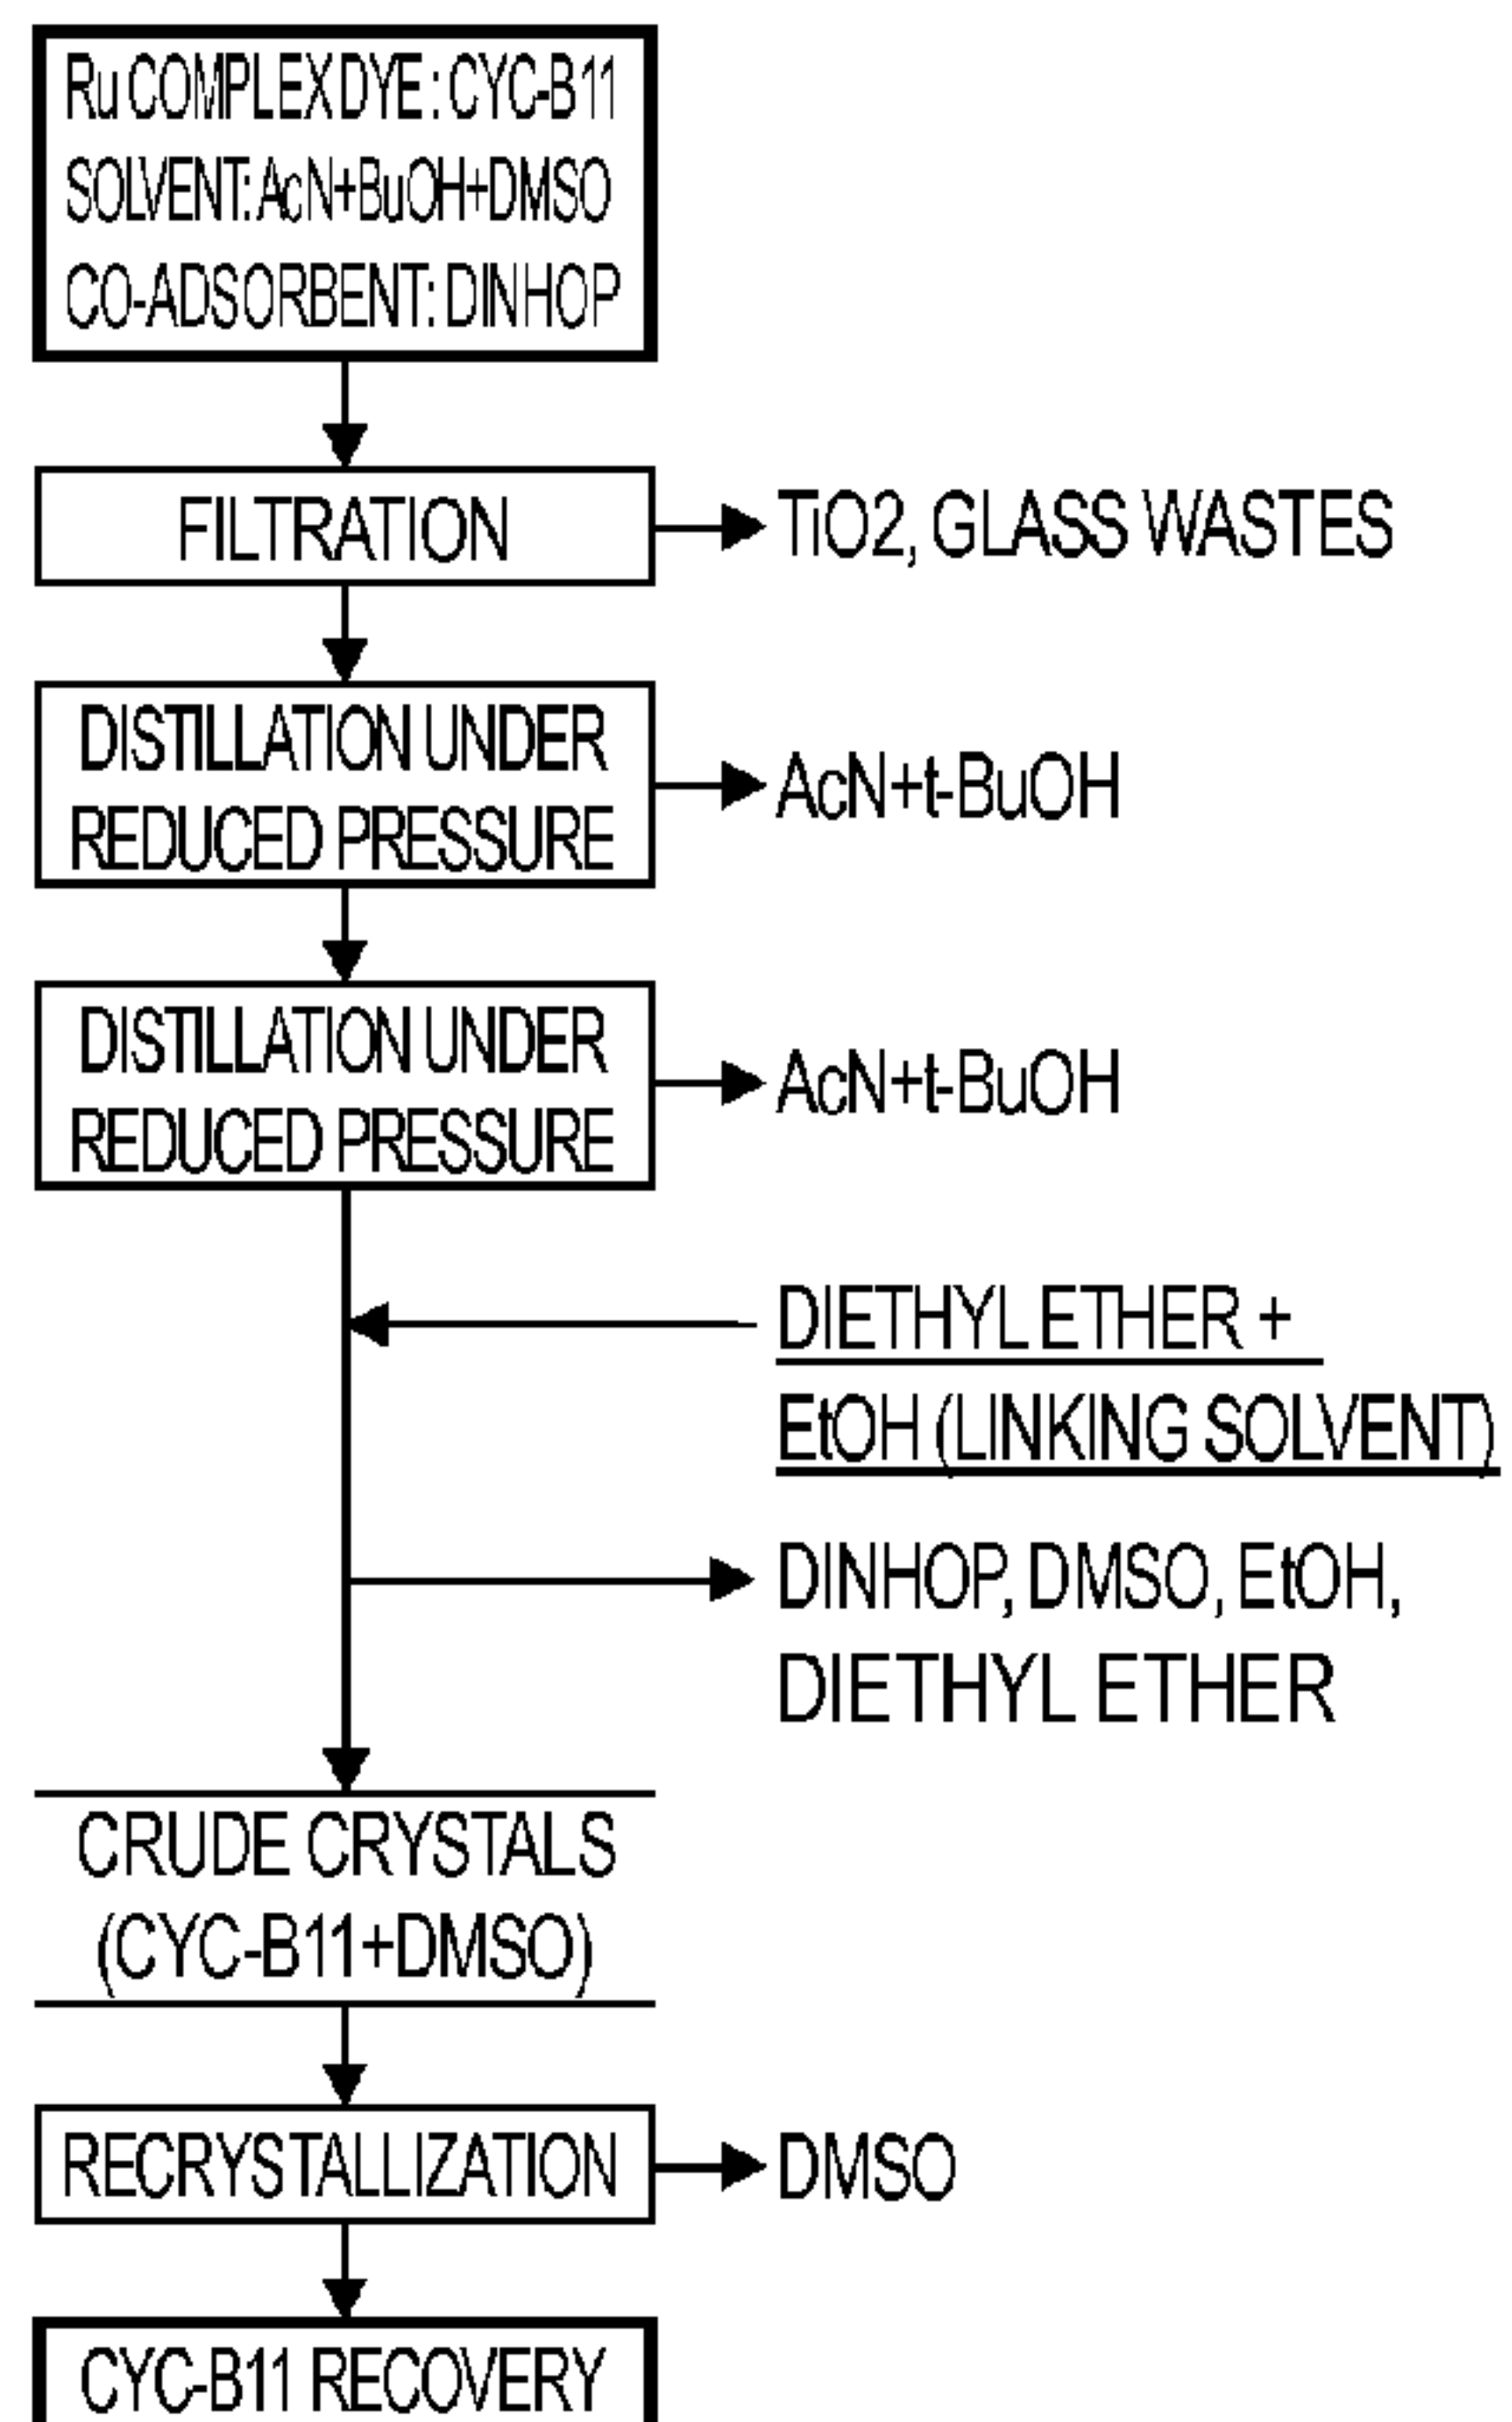 Ru COMPLEX DYE : CYC-B11
SOLVENT: AcN+BuOH+DMSO
CO-ADSORBENT: DINHOP
FILTRATION
TiO2, GLASS WASTES
DISTILLATION UNDER
REDUCED PRESSURE
AcN+t-BuOH
DISTILLATION UNDER
REDUCED PRESSURE
AcN+t-BuOH
DIETHYL ETHER +
EtOH (LINKING SOLVENT)
DINHOP, DMSO, EtOH,
DIETHYL ETHER
CRUDE CRYSTALS
(CYC-B11+DMSO)
RECRYSTALLIZATION
DMSO
CYC-B11 RECOVERY